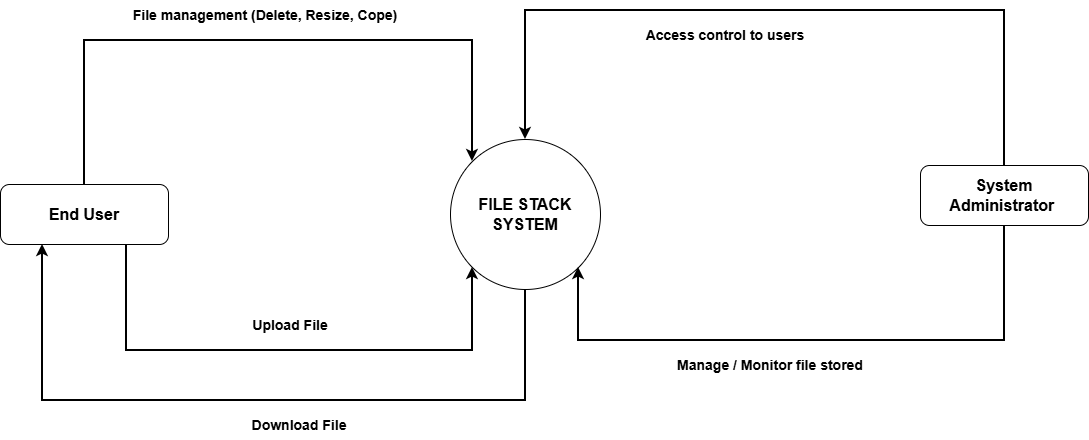 File management (Delete, Resize, Cope)
Access control to users
End User
FILE STACK
SYSTEM
System
Administrator
Upload File
Manage / Monitor file stored
Download File